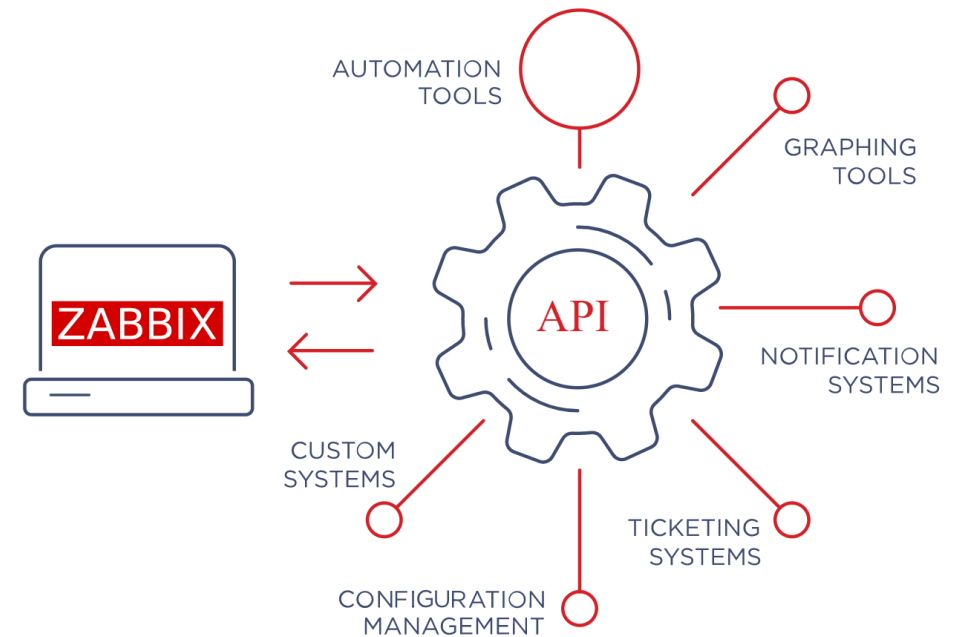 AUTOMATION
TOOLS
GRAPHING
TOOLS
ZABBIX
API
NOTIFICATION
SYSTEMS
CUSTOM
SYSTEMS
TICKETING
SYSTEMS
CONFIGURATION
MANAGEMENT